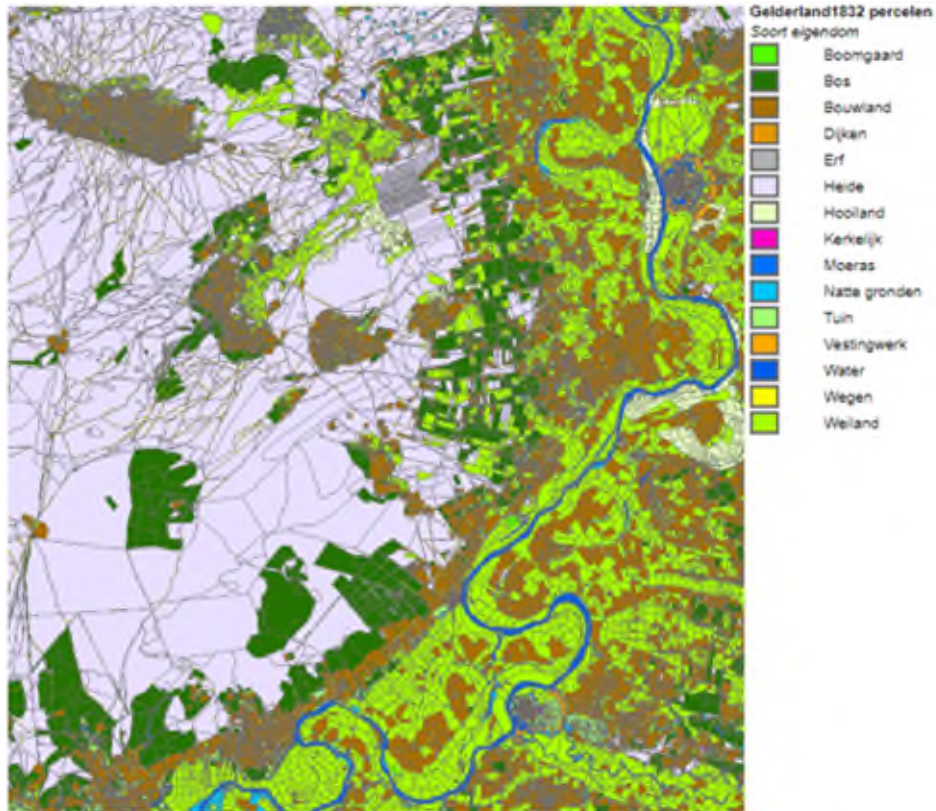 Gelderland1832 percelen
Soort eigendom
Boomgaard
Bos
Bouwland
Dijken
Erf
Heide
Hooiland
Kerkelijk
Moeras
Natte gronden
Tuin
Vestingwerk
Water
Wegen
Weiland